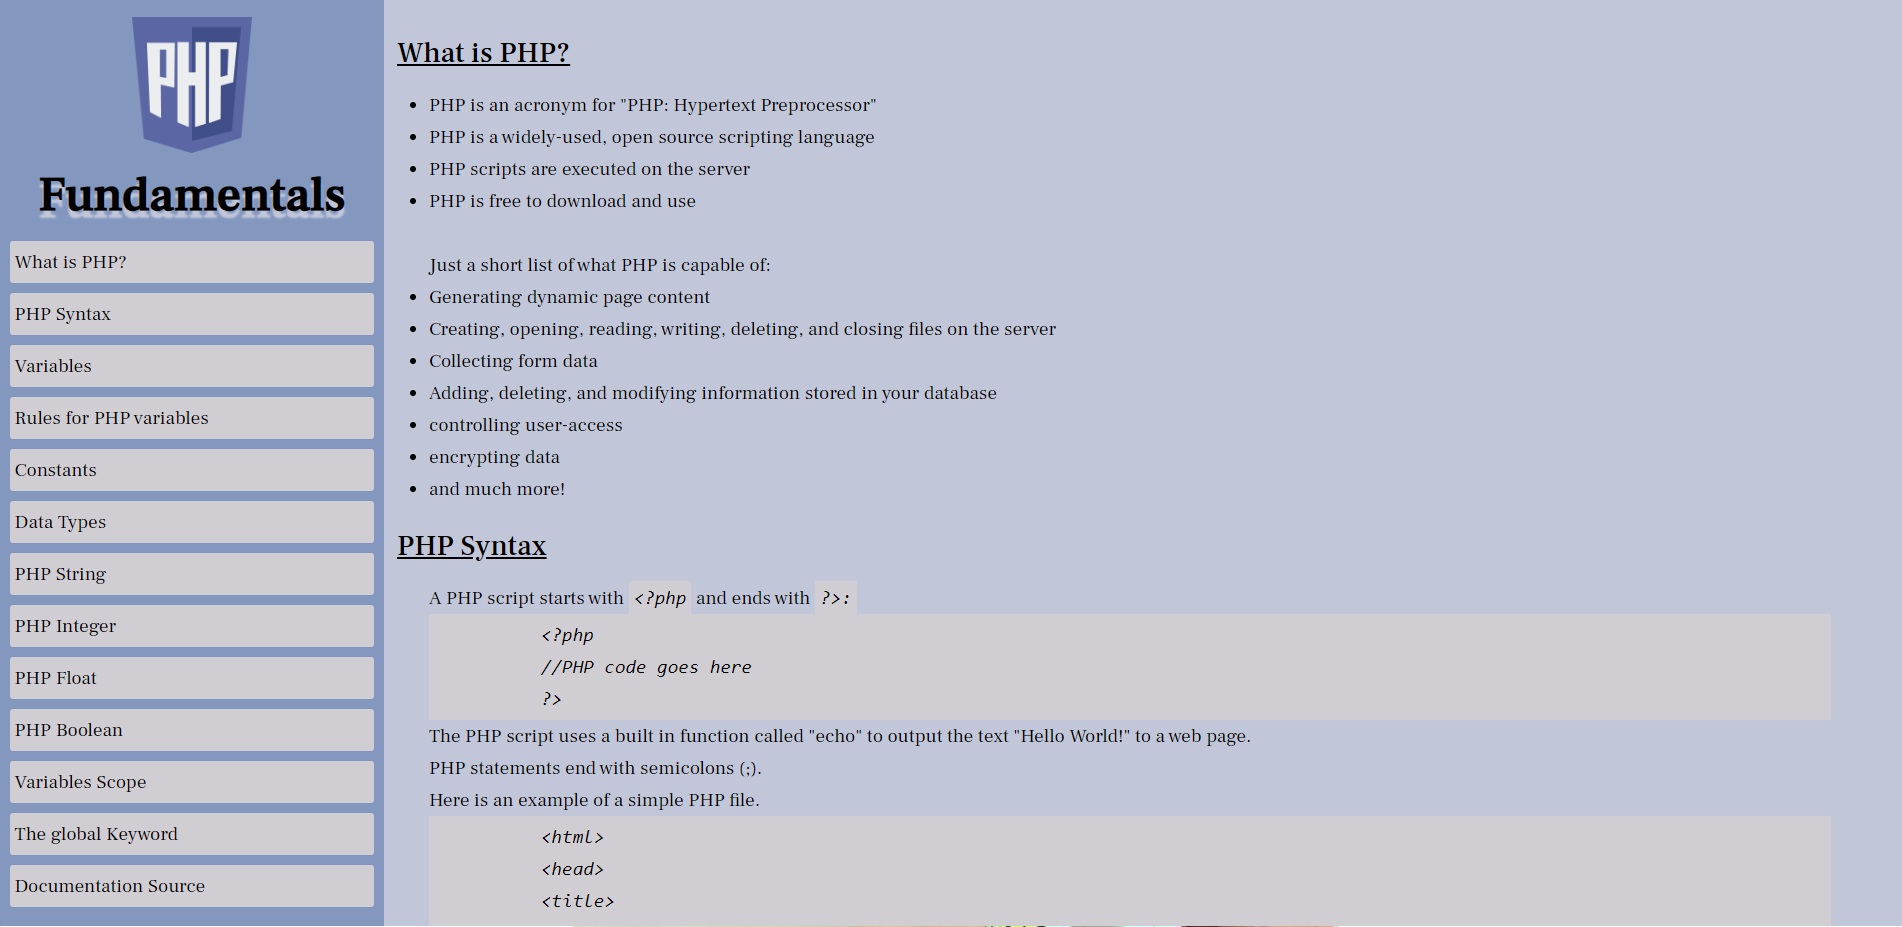 PHP
Fundamentals
What is PHP?
PHP Syntax
Variables
Rules for PHP variables
Constants
Data Types
PHP String
PHP Integer
PHP Float
PHP Boolean
Variables Scope
The global Keyword
Documentation Source
What is PHP?
PHP is an acronym for "PHP: Hypertext Preprocessor"
PHP is a widely-used, open source scripting language
PHP scripts are executed on the server
PHP is free to download and use
Just a short list of what PHP is capable of:
Generating dynamic page content
Creating, opening, reading, writing, deleting, and closing files on the server
Collecting form data
Adding, deleting, and modifying information stored in your database
controlling user-access
encrypting data
and much more!
PHP Syntax
A PHP script starts with <?php and ends with ?>:
<?php
//PHP code goes here
?>
The PHP script uses a built in function called "echo" to output the text "Hello World!" to a web page.
PHP statements end with semicolons (;).
Here is an example of a simple PHP file.
<html>
<head>
<title>